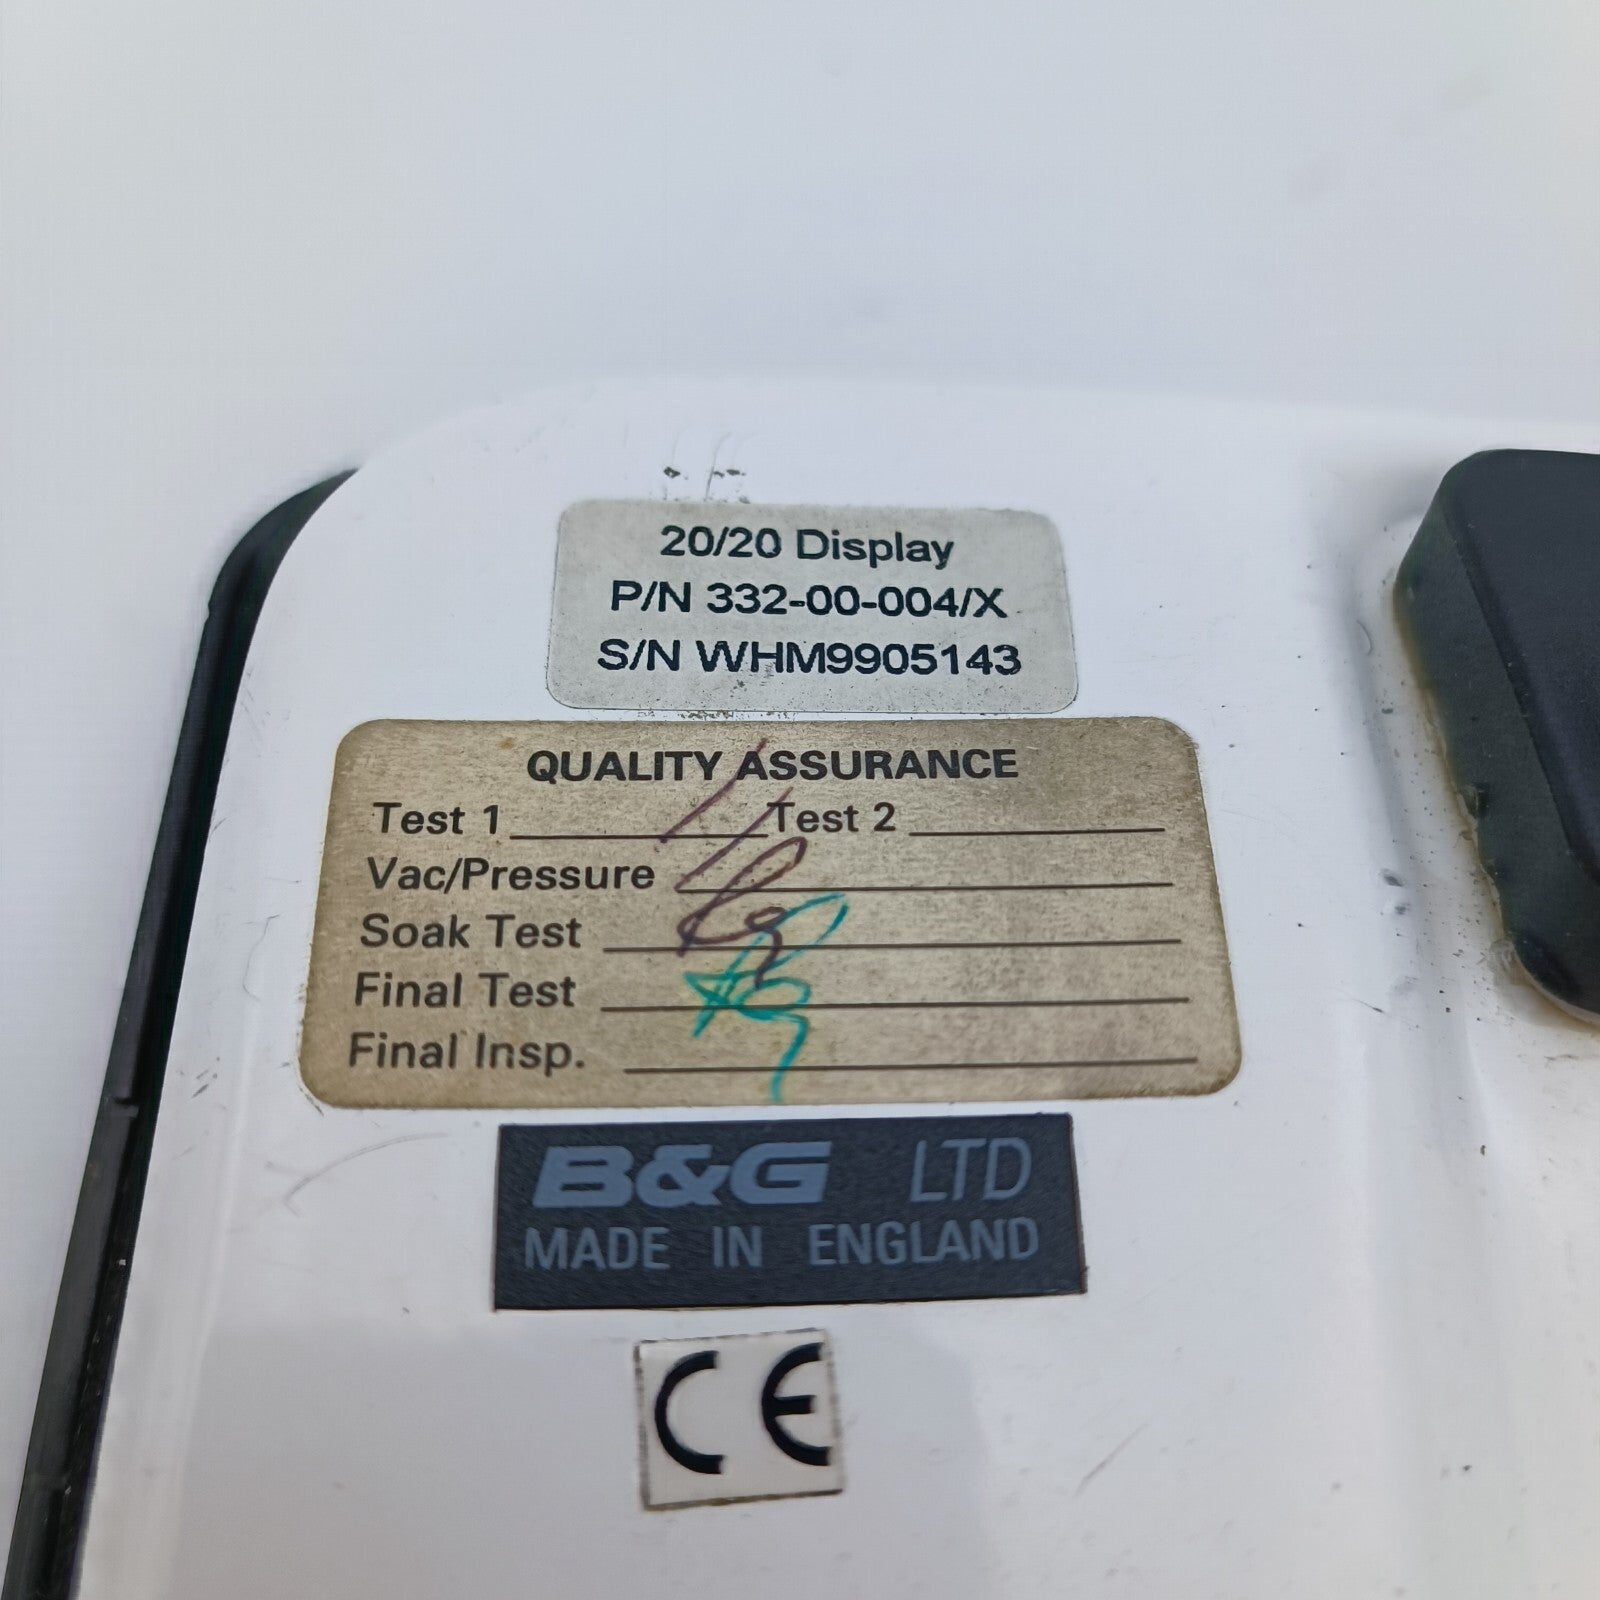 20/20 Display
P/N 332-00-004/X
S/N WHM9905143
QUALITY ASSURANCE
Test 1 Test 2
Vac/Pressure
Soak Test
Final Test
Final Insp.
B&G LTD
MADE IN ENGLAND
CE